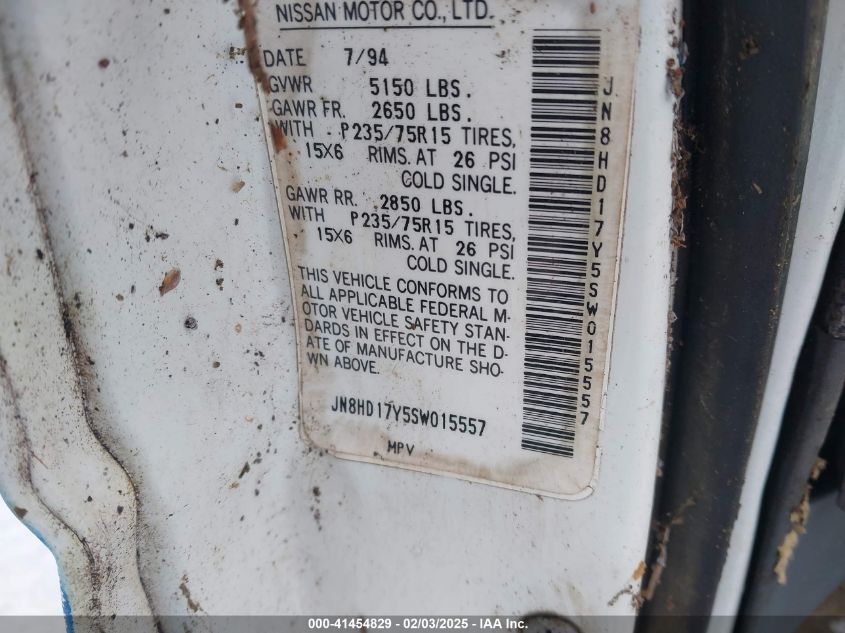 NISSAN MOTOR CO., LTD.
DATE 7/94
GVWR 5150 LBS.
GAWR FR. 2650 LBS.
WITH P235/75R15 TIRES,
15X6 RIMS. AT 26 PSI
COLD SINGLE.
GAWR RR. 2850 LBS.
WITH P235/75R15 TIRES,
15X6 RIMS. AT 26 PSI
COLD SINGLE.
THIS VEHICLE CONFORMS TO
ALL APPLICABLE FEDERAL M-
OTOR VEHICLE SAFETY STAN-
DARDS IN EFFECT ON THE D-
ATE OF MANUFACTURE SHO-
WN ABOVE.
JN8HD17Y5SW015557
MPV
JN8HD17Y5SW015557
000-41454829 - 02/03/2025 - IAA Inc.